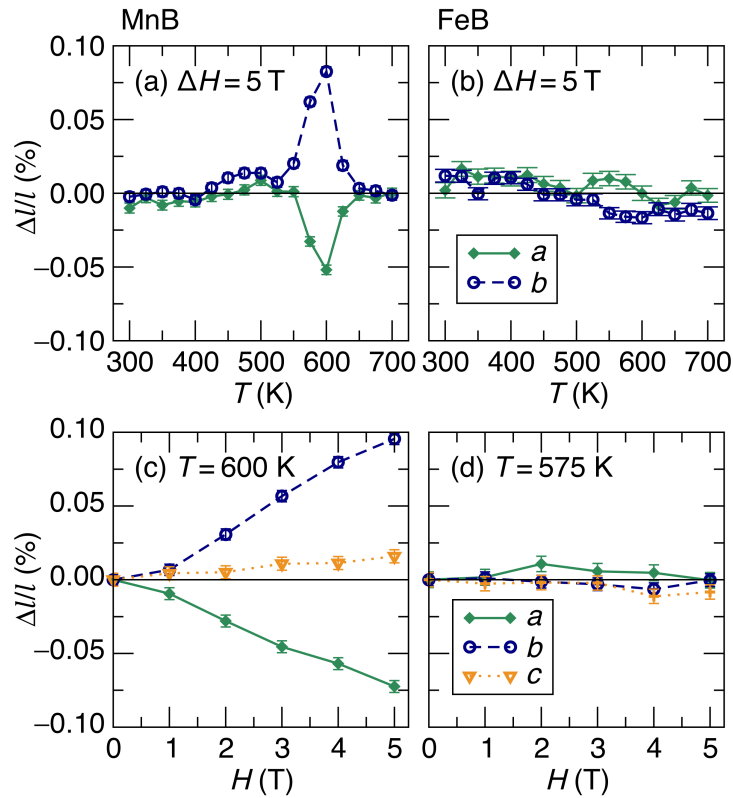 MnB FeB
0.10
0.05
0.00
−0.05
−0.10
Δl/l (%)
(a) ΔH = 5 T
(b) ΔH = 5 T
a
b
300 400 500 600 700
300 400 500 600 700
T (K) T (K)
0.10
0.05
0.00
−0.05
−0.10
Δl/l (%)
(c) T = 600 K
(d) T = 575 K
a
b
c
0 1 2 3 4 5
0 1 2 3 4 5
H (T) H (T)